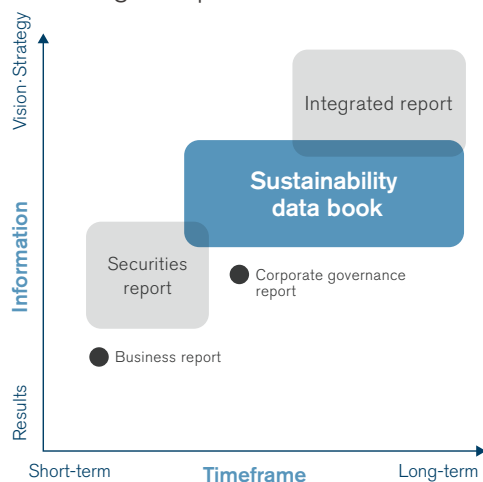 Vision·Strategy
Integrated report
Sustainability
data book
Information
Securities
report
Corporate governance
report
Business report
Results
Short-term
Timeframe
Long-term